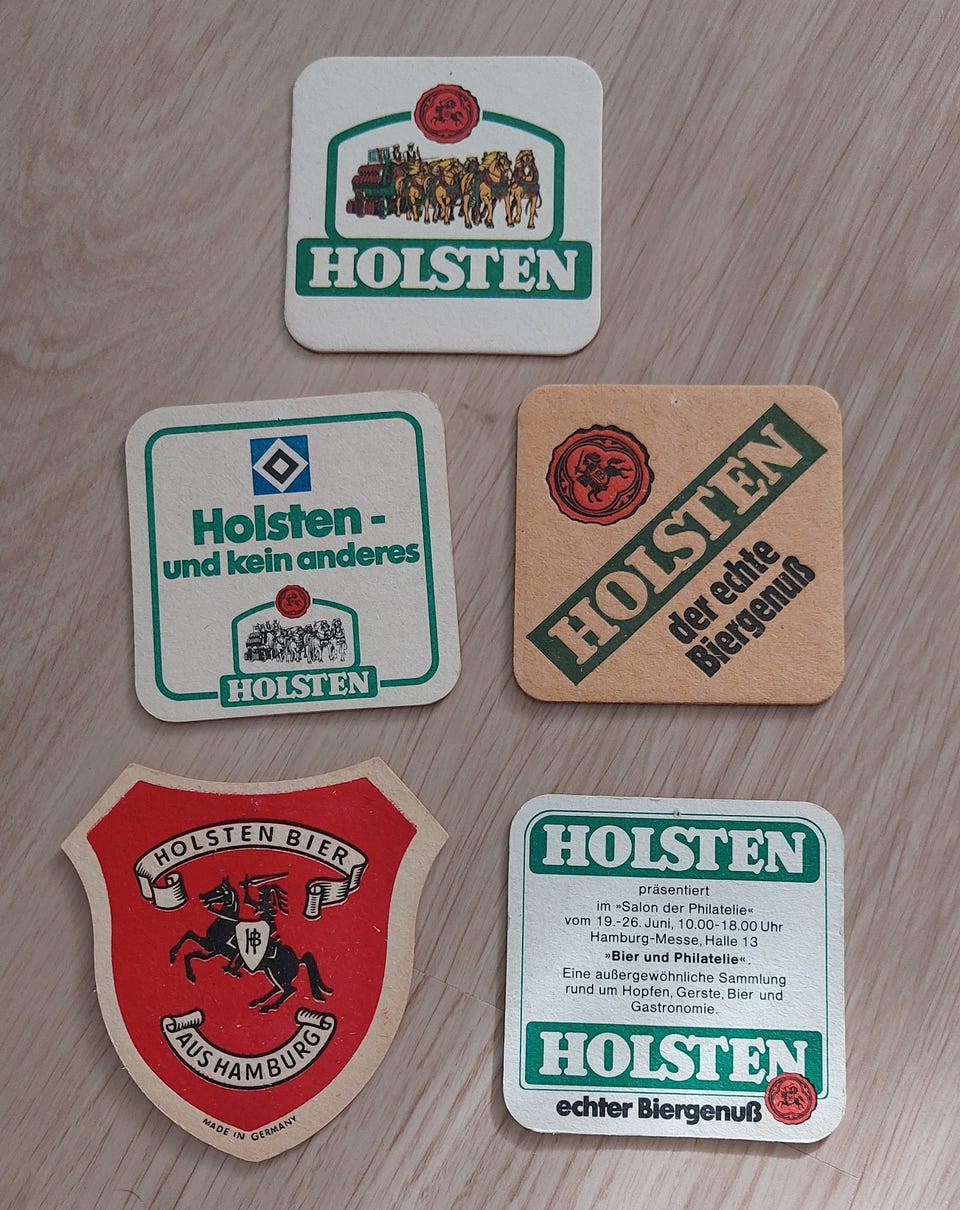 HOLSTEN
Holsten -
und kein anderes
HOLSTEN
HOLSTEN
der echte
Biergenuß
HOLSTEN BIER
HB
AUS HAMBURG
MADE IN GERMANY
HOLSTEN
präsentiert
im »Salon der Philatelie«
vom 19.-26. Juni, 10.00-18.00 Uhr
Hamburg-Messe, Halle 13
»Bier und Philatelie«.
Eine außergewöhnliche Sammlung
rund um Hopfen, Gerste, Bier und
Gastronomie.
HOLSTEN
echter Biergenuß